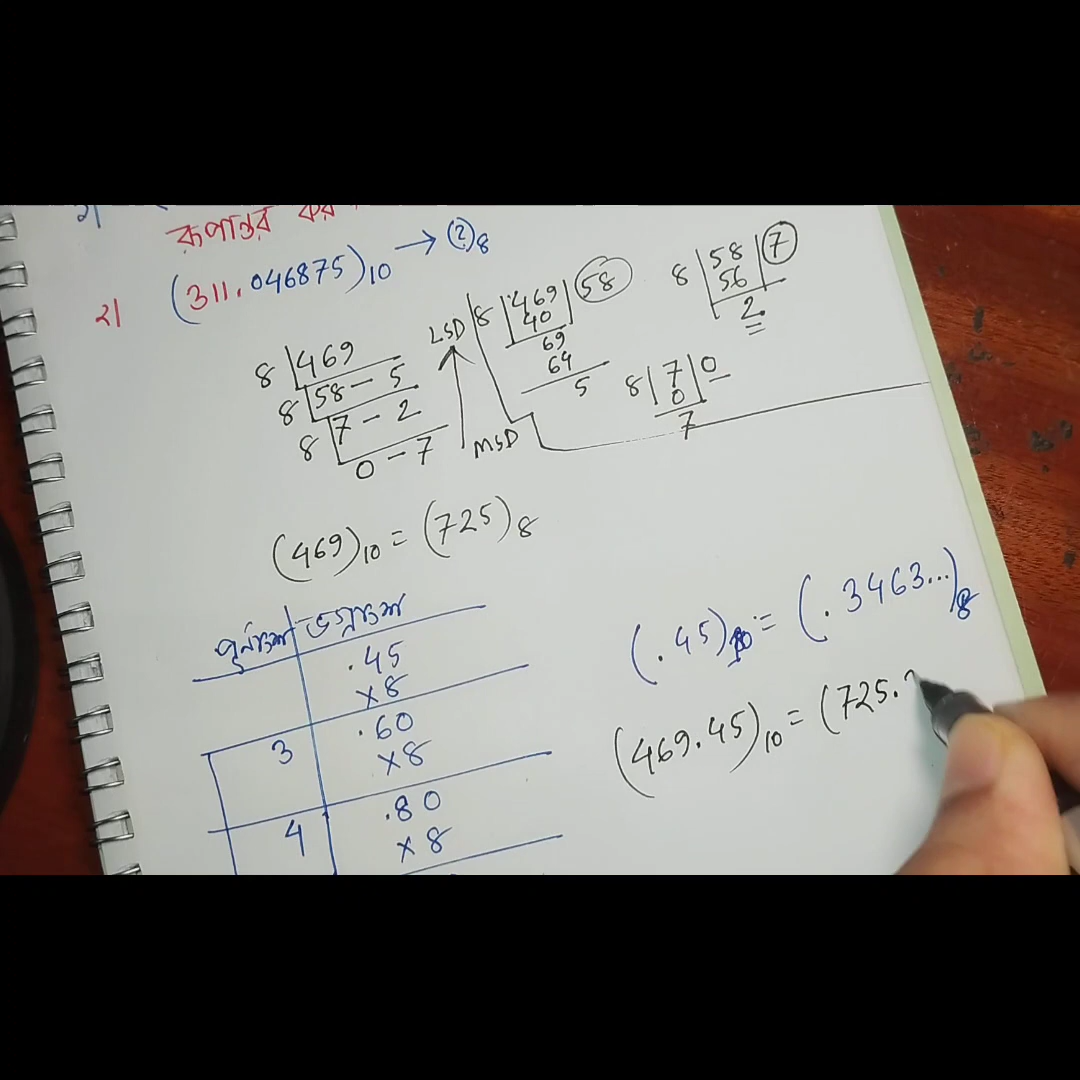 ২।
রূপান্তর কর
২। (311.046875)10 → (?)8
8 469
8 58 - 5
8 7 - 2
0 - 7
LSD
MSD
8 469 58
40
69
64
5
8 58 7
56
2
8 7 0
0
7
(469)10 = (725)8
পূর্ণাংশ ভগ্নাংশ
.45
×8
3 .60
×8
4 .80
×8
(.45)10 = (.3463...)8
(469.45)10 = (725.